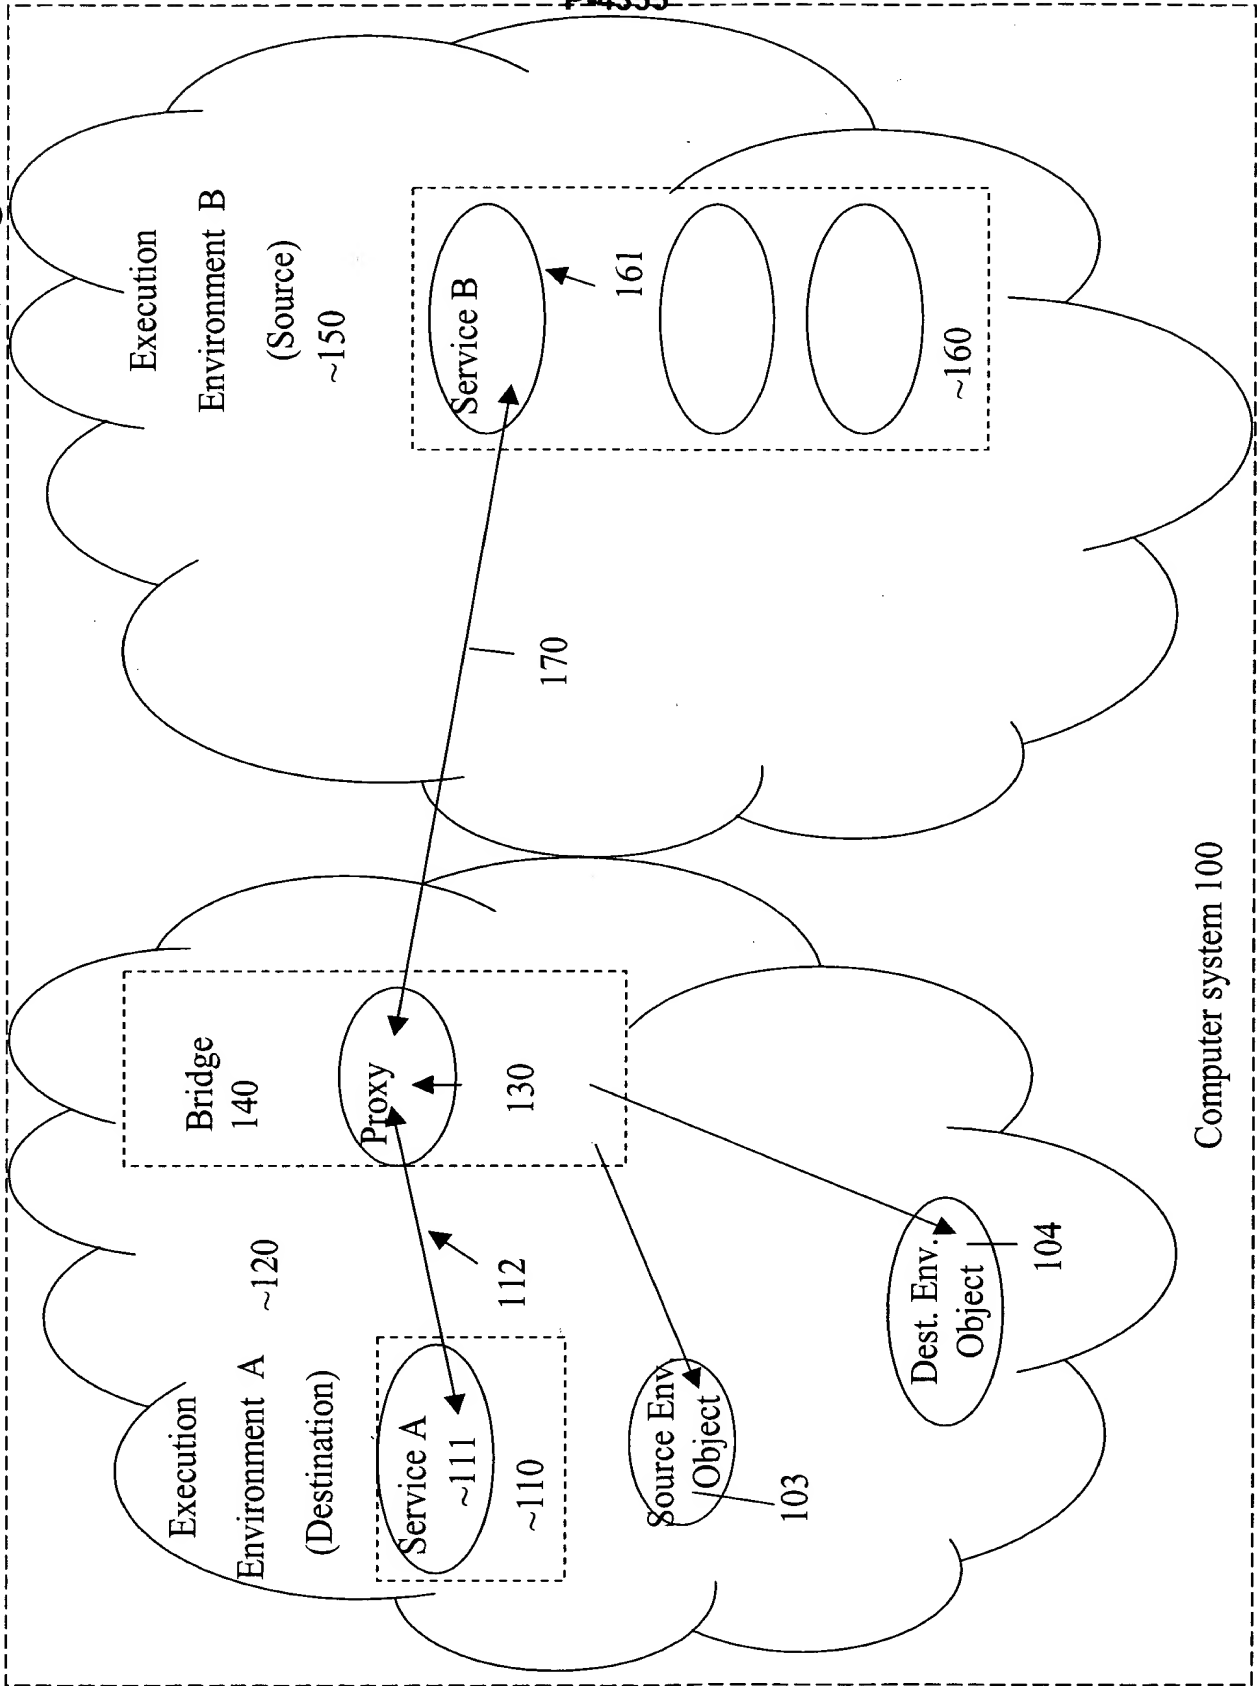 P-4353
Execution
Environment A ~120
(Destination)
Service A
~111
~110
112
Bridge
140
Proxy
130
Source Env
Object
103
Dest. Env.
Object
104
170
Execution
Environment B
(Source)
~150
Service B
161
~160
Computer system 100